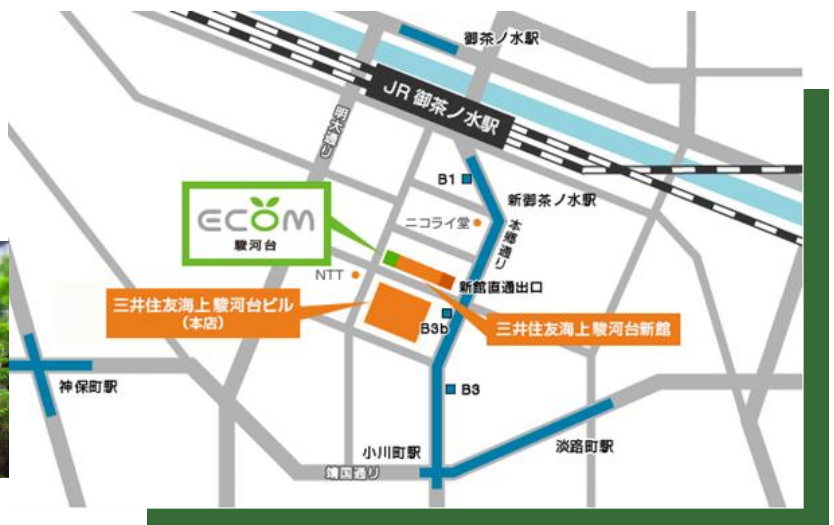 御茶ノ水駅
JR 御茶ノ水駅
明大通り
B1
新御茶ノ水駅
ECOM
駿河台
ニコライ堂
本郷通り
NTT
新館直通出口
三井住友海上駿河台ビル
(本店)
B3b
三井住友海上駿河台新館
神保町駅
B3
小川町駅
淡路町駅
靖国通り